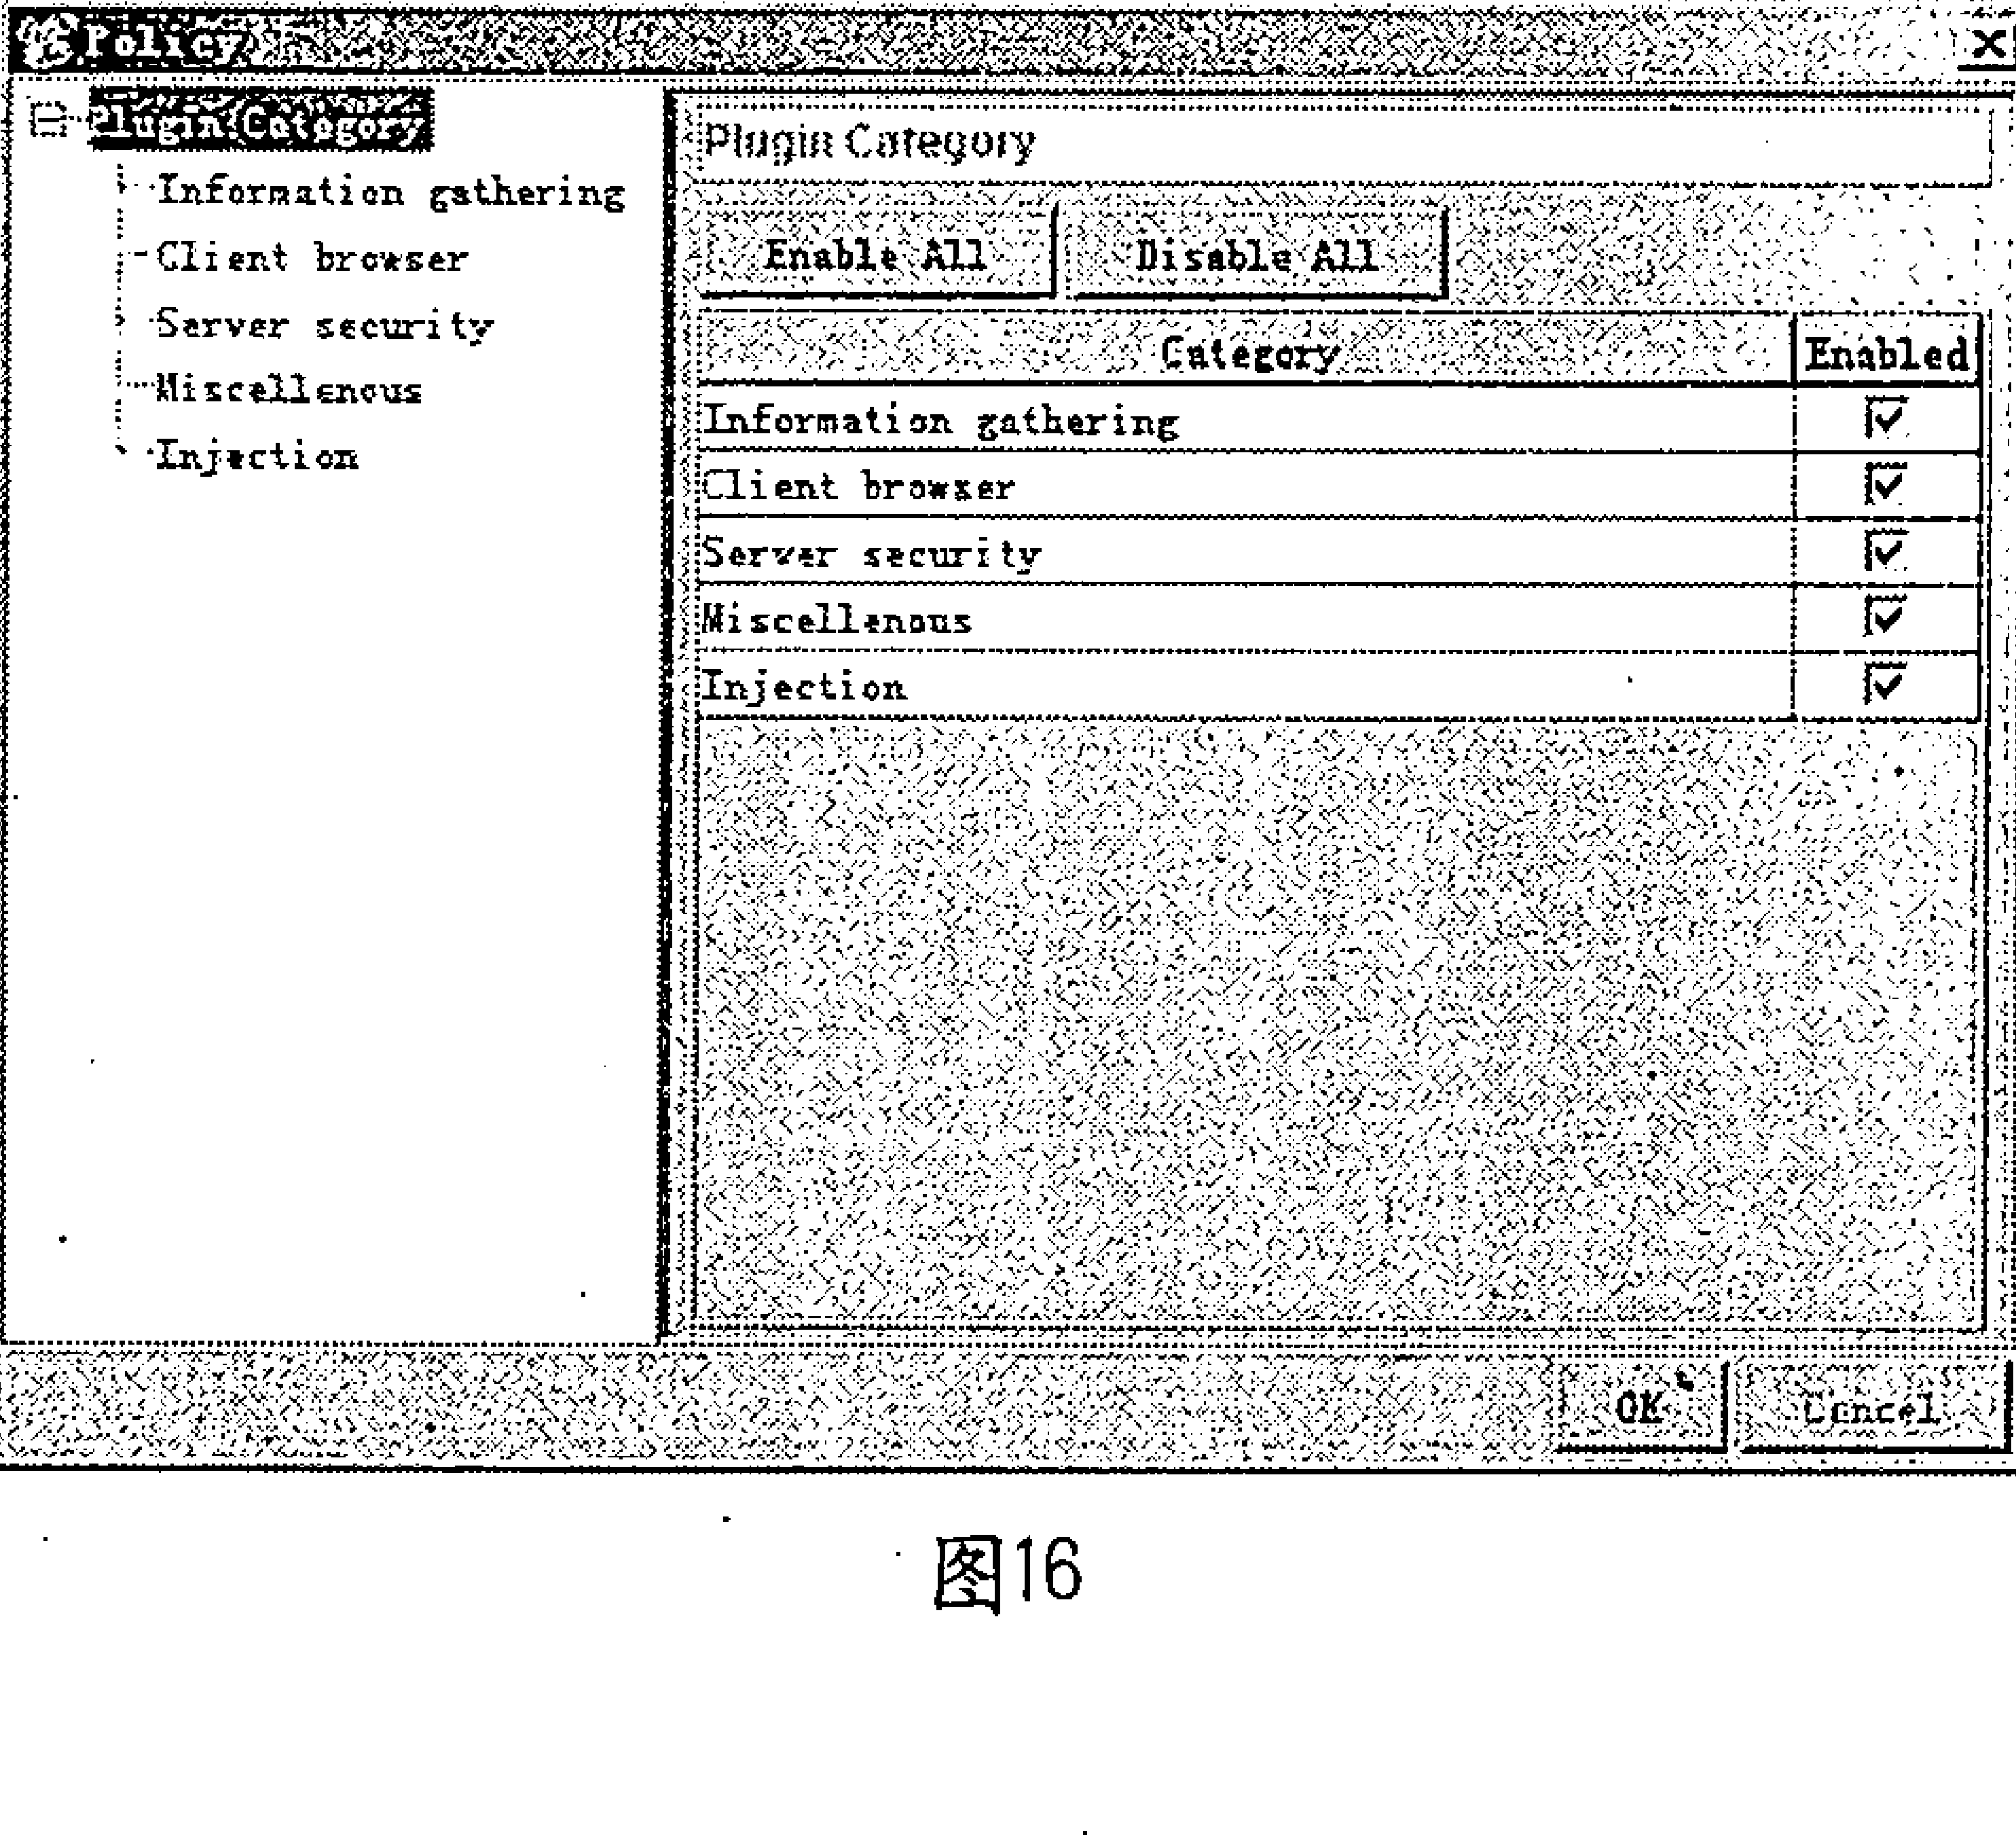 Policy
Plugin Category
Information gathering
Client browser
Server security
Miscellenous
Injection
Plugin Category
Enable All Disable All
Category Enabled
Information gathering
Client browser
Server security
Miscellenous
Injection
OK Cancel
图16